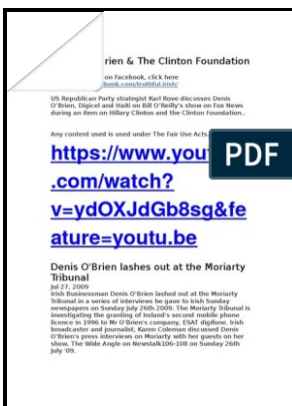 rien & The Clinton Foundation
on Facebook, click here
book.com/truthful.irish/
US Republican Party strategist Karl Rove discusses Denis
O'Brien, Digicel and Haiti on Bill O'Reilly's show on Fox News
during an item on Hillary Clinton and the Clinton Foundation..
Any content used is used under The Fair Use Acts.
https://www.you
PDF
.com/watch?
v=ydOXJdGb8sg&fe
ature=youtu.be
Denis O'Brien lashes out at the Moriarty
Tribunal
Jul 27, 2009
Irish Businessman Denis O'Brien lashed out at the Moriarty
Tribunal in a series of interviews he gave to Irish Sunday
newspapers on Sunday July 26th 2009. The Moriarty Tribunal is
investigating the granting of Ireland's second mobile phone
licence in 1996 to Mr O'Brien's company, ESAT digifone. Irish
broadcaster and journalist, Karen Coleman discussed Denis
O'Brien's press interviews on Moriarty with her guests on her
show, The Wide Angle on Newstalk106-108 on Sunday 26th
July '09.